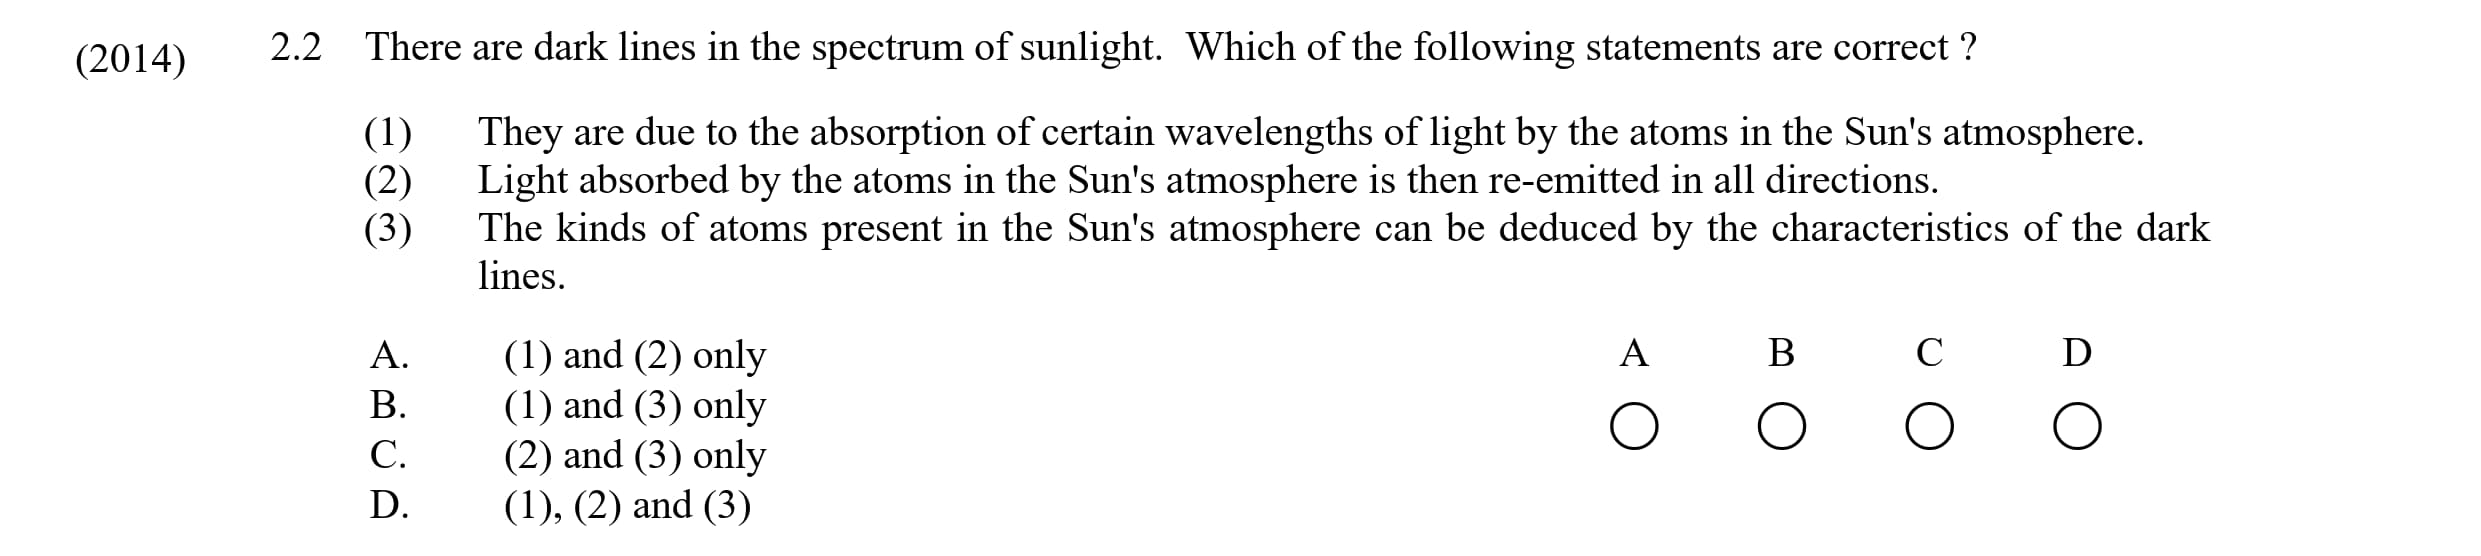 (2014) 2.2 There are dark lines in the spectrum of sunlight. Which of the following statements are correct ?
(1) They are due to the absorption of certain wavelengths of light by the atoms in the Sun's atmosphere.
(2) Light absorbed by the atoms in the Sun's atmosphere is then re-emitted in all directions.
(3) The kinds of atoms present in the Sun's atmosphere can be deduced by the characteristics of the dark
lines.
A. (1) and (2) only A B C D
B. (1) and (3) only
C. (2) and (3) only
D. (1), (2) and (3)